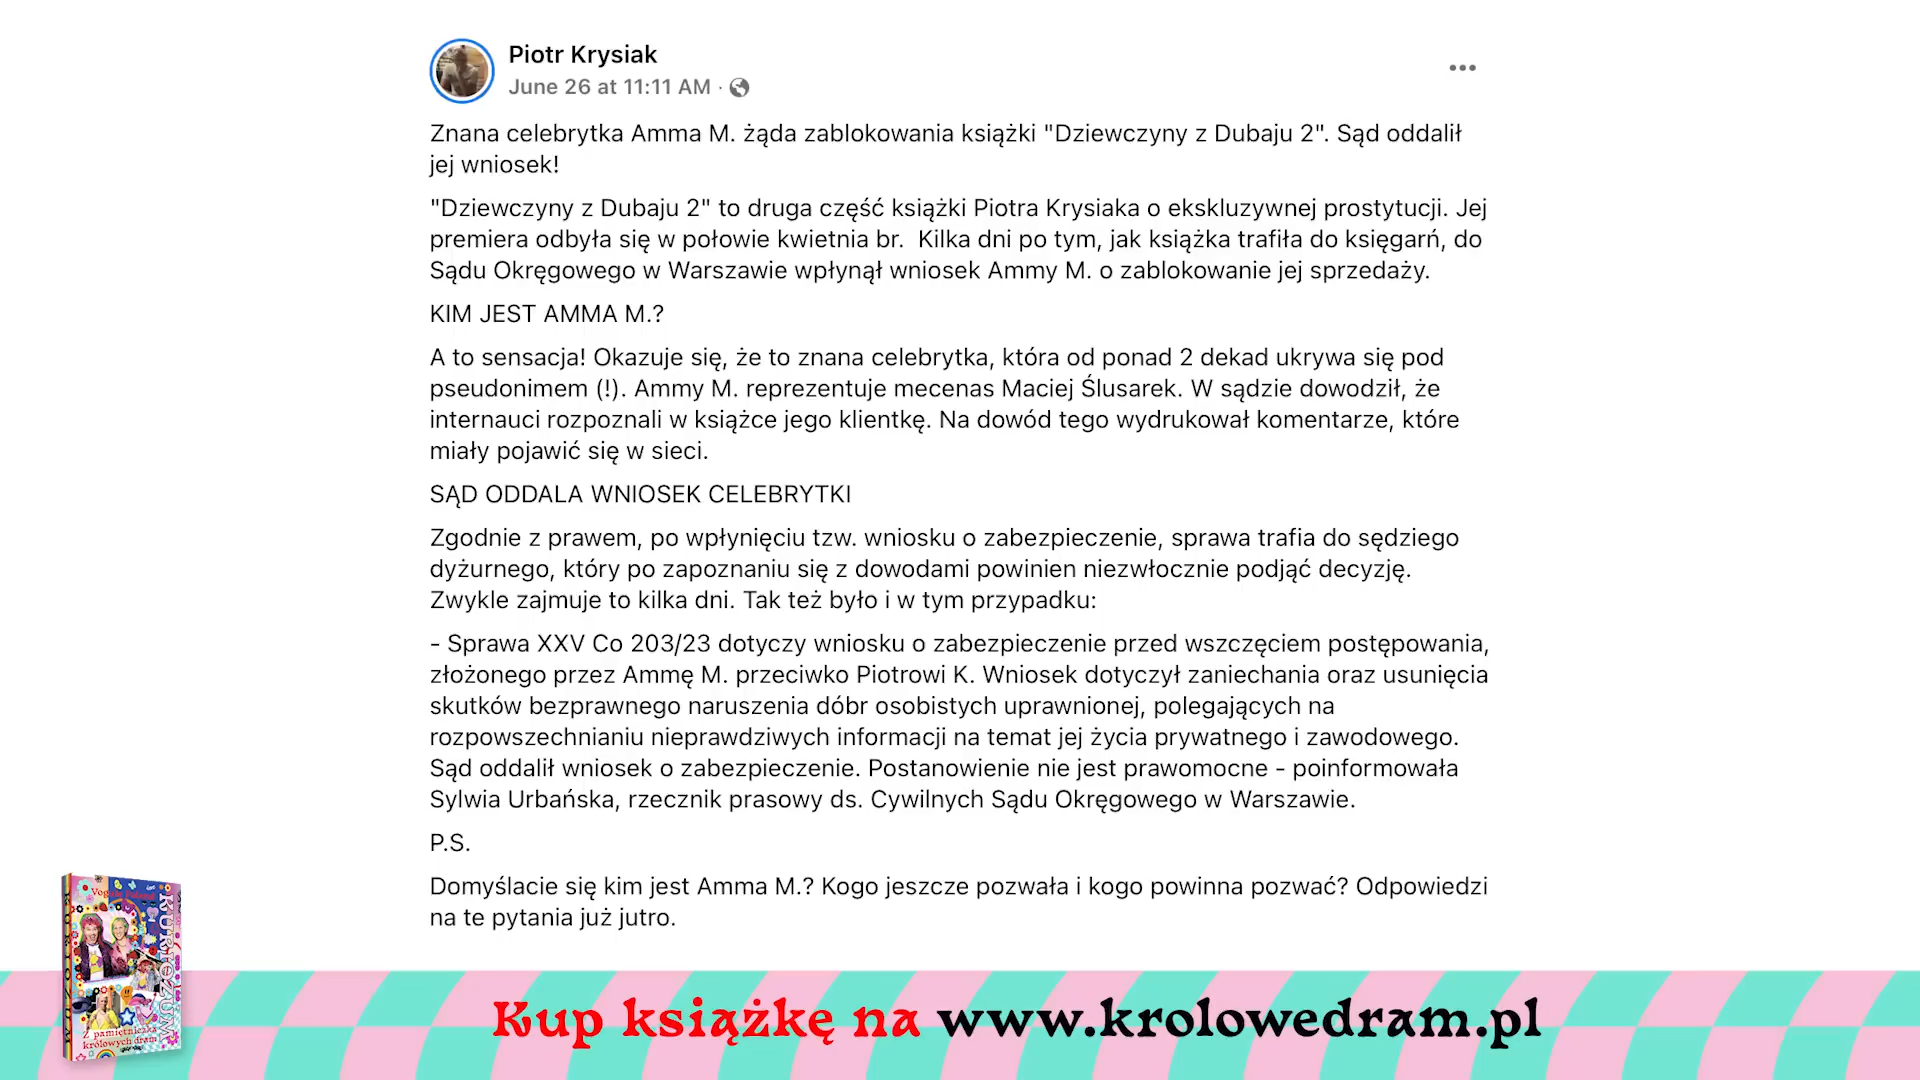 Piotr Krysiak
June 26 at 11:11 AM ·
Znana celebrytka Amma M. żąda zablokowania książki "Dziewczyny z Dubaju 2". Sąd oddalił
jej wniosek!
"Dziewczyny z Dubaju 2" to druga część książki Piotra Krysiaka o ekskluzywnej prostytucji. Jej
premiera odbyła się w połowie kwietnia br.  Kilka dni po tym, jak książka trafiła do księgarń, do
Sądu Okręgowego w Warszawie wpłynął wniosek Ammy M. o zablokowanie jej sprzedaży.
KIM JEST AMMA M.?
A to sensacja! Okazuje się, że to znana celebrytka, która od ponad 2 dekad ukrywa się pod
pseudonimem (!). Ammy M. reprezentuje mecenas Maciej Ślusarek. W sądzie dowodził, że
internauci rozpoznali w książce jego klientkę. Na dowód tego wydrukował komentarze, które
miały pojawić się w sieci.
SĄD ODDALA WNIOSEK CELEBRYTKI
Zgodnie z prawem, po wpłynięciu tzw. wniosku o zabezpieczenie, sprawa trafia do sędziego
dyżurnego, który po zapoznaniu się z dowodami powinien niezwłocznie podjąć decyzję.
Zwykle zajmuje to kilka dni. Tak też było i w tym przypadku:
- Sprawa XXV Co 203/23 dotyczy wniosku o zabezpieczenie przed wszczęciem postępowania,
złożonego przez Ammę M. przeciwko Piotrowi K. Wniosek dotyczył zaniechania oraz usunięcia
skutków bezprawnego naruszenia dóbr osobistych uprawnionej, polegających na
rozpowszechnianiu nieprawdziwych informacji na temat jej życia prywatnego i zawodowego.
Sąd oddalił wniosek o zabezpieczenie. Postanowienie nie jest prawomocne - poinformowała
Sylwia Urbańska, rzecznik prasowy ds. Cywilnych Sądu Okręgowego w Warszawie.
P.S.
Domyślacie się kim jest Amma M.? Kogo jeszcze pozwała i kogo powinna pozwać? Odpowiedzi
na te pytania już jutro.
Z pamiętniczka
królowych dram
Kup książkę na www.krolowedram.pl